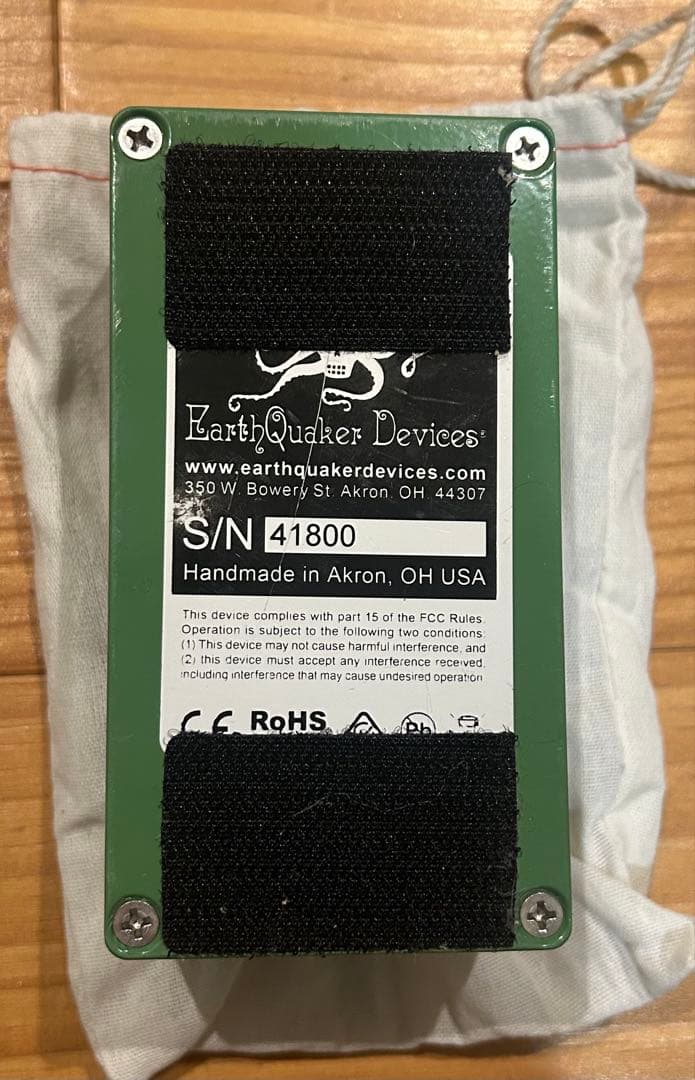 EarthQuaker Devices®
www.earthquakerdevices.com
350 W. Bowery St. Akron, OH 44307
S/N 41800
Handmade in Akron, OH USA
This device complies with part 15 of the FCC Rules.
Operation is subject to the following two conditions:
(1) This device may not cause harmful interference, and
(2) this device must accept any interference received,
including interference that may cause undesired operation
CE RoHS Pb